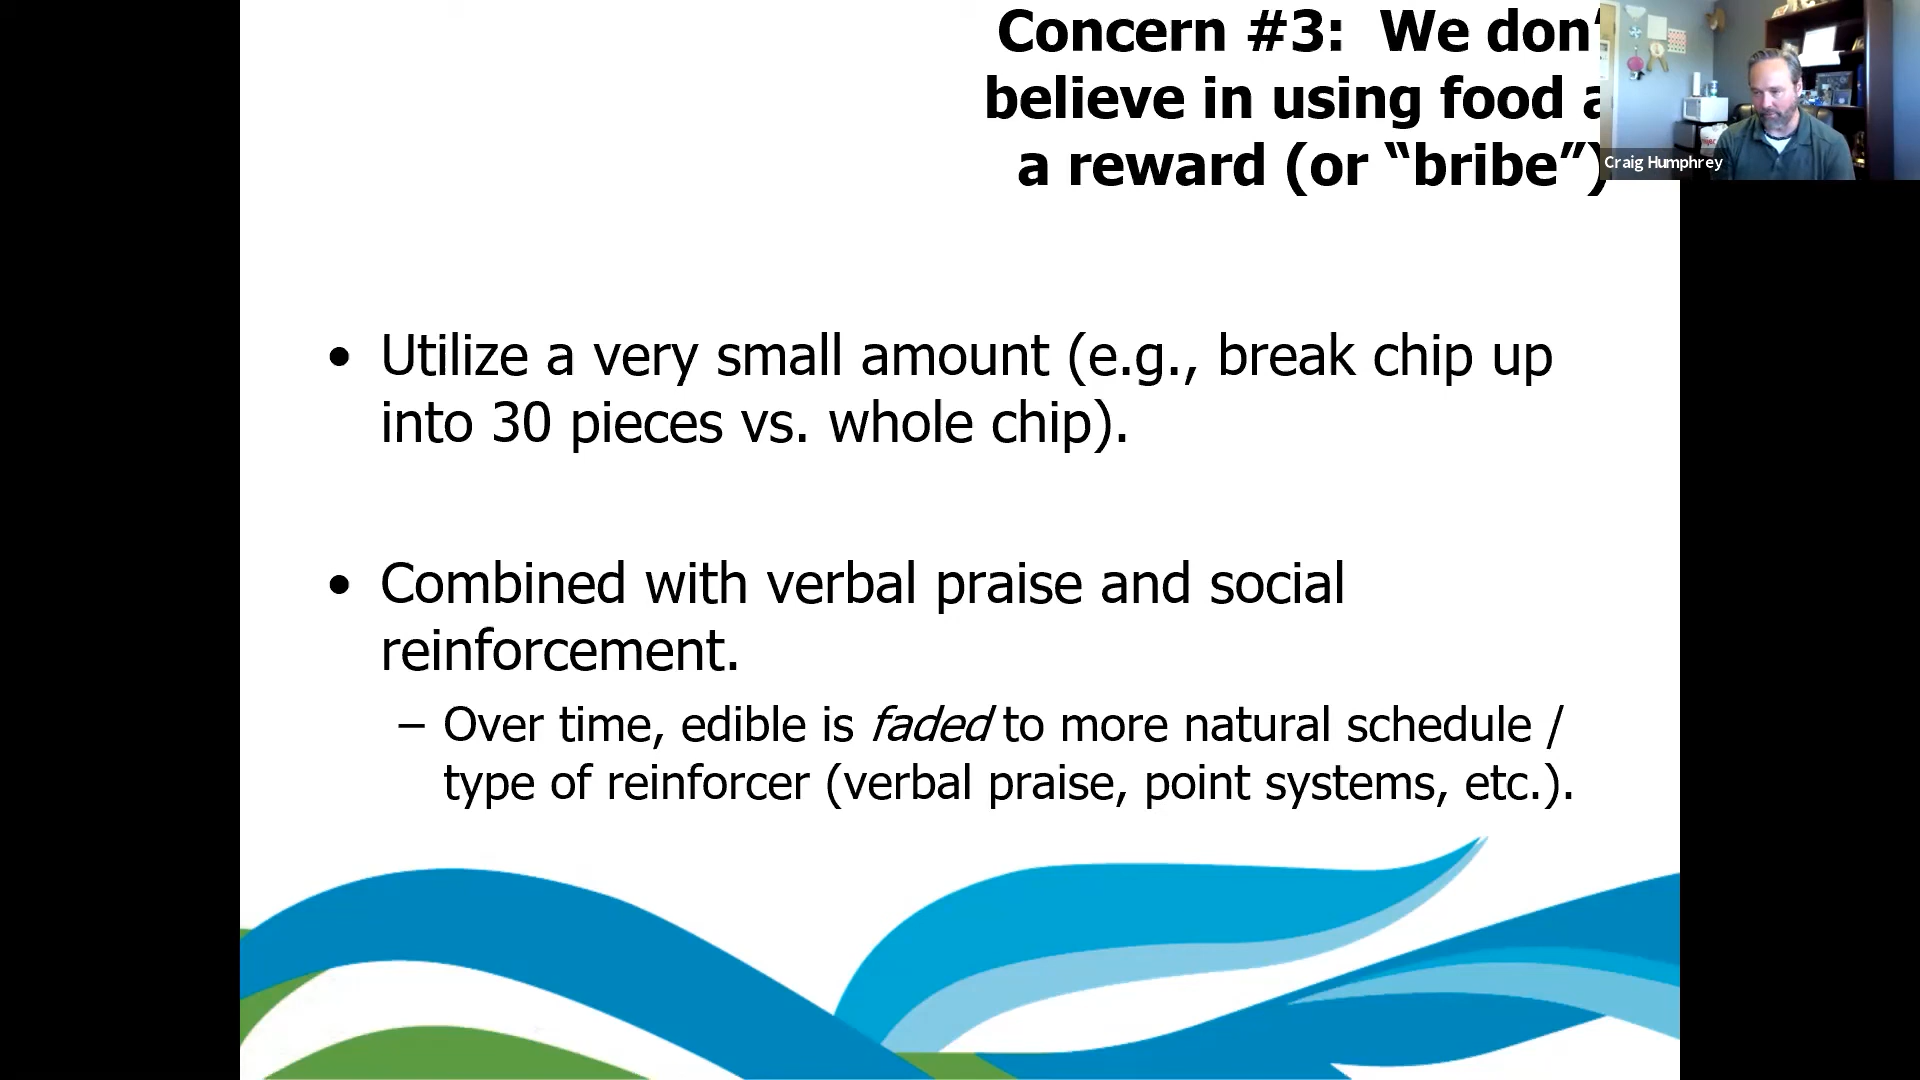 Concern #3: We don'
believe in using food a
a reward (or “bribe”)
Craig Humphrey
• Utilize a very small amount (e.g., break chip up
into 30 pieces vs. whole chip).
• Combined with verbal praise and social
reinforcement.
– Over time, edible is faded to more natural schedule /
type of reinforcer (verbal praise, point systems, etc.).